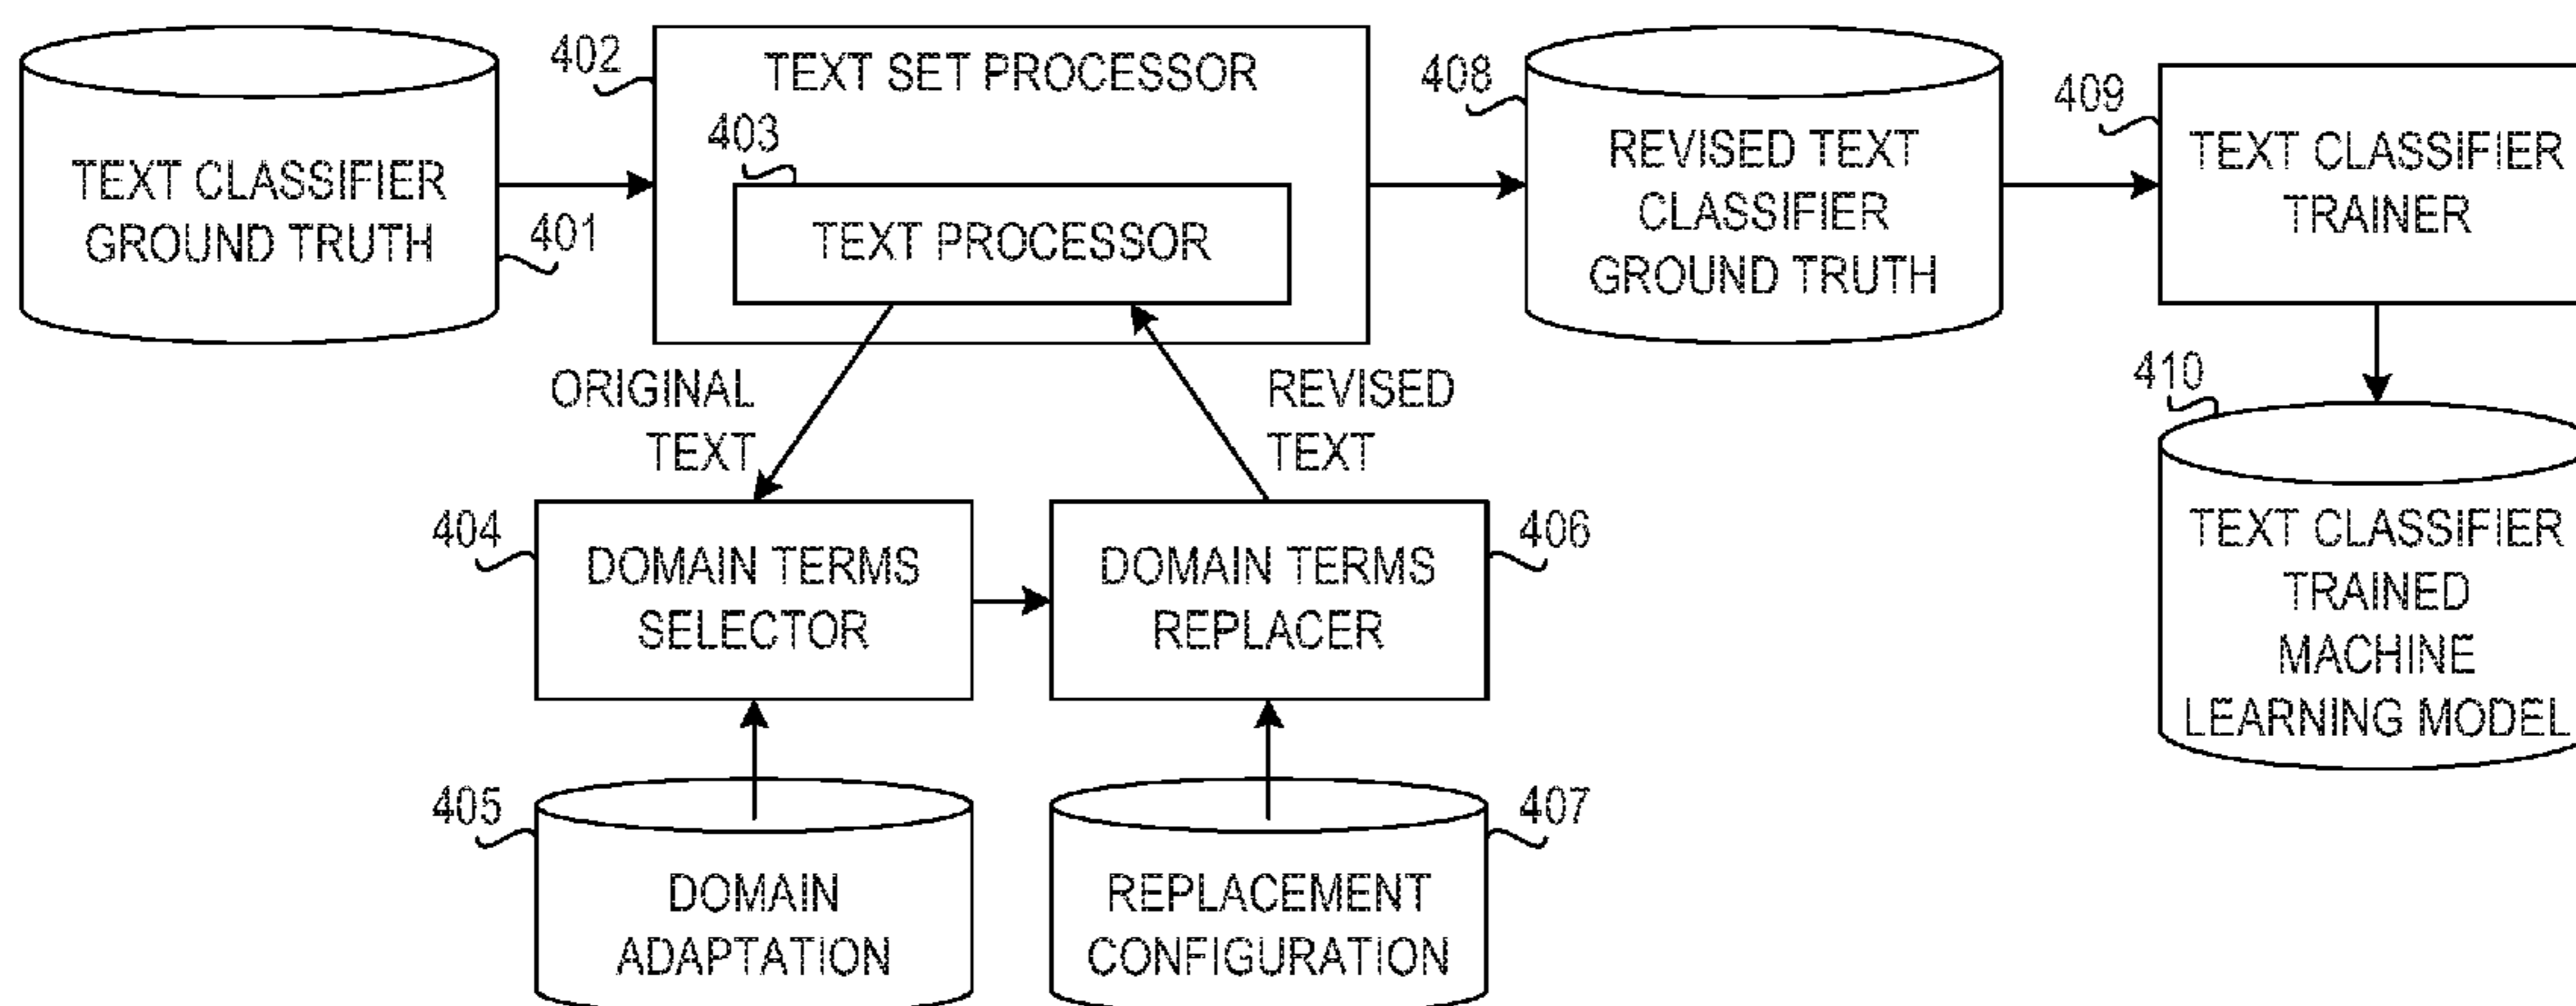 TEXT CLASSIFIER
GROUND TRUTH
401
402
TEXT SET PROCESSOR
403
TEXT PROCESSOR
408
REVISED TEXT
CLASSIFIER
GROUND TRUTH
409
TEXT CLASSIFIER
TRAINER
ORIGINAL
TEXT
REVISED
TEXT
404
DOMAIN TERMS
SELECTOR
DOMAIN TERMS
REPLACER
406
410
TEXT CLASSIFIER
TRAINED
MACHINE
LEARNING MODEL
405
DOMAIN
ADAPTATION
REPLACEMENT
CONFIGURATION
407